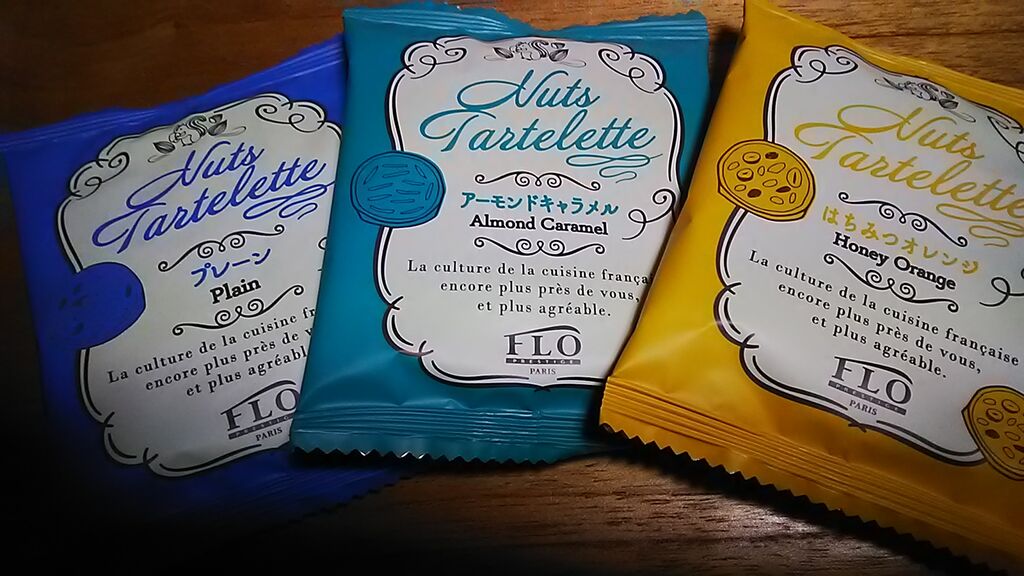 Nuts
Tartelette
プレーン
Plain
La culture de la cuisine fr
encore plus près de v
et plus agréabl
FLO
PRESTIGE
PARIS
Nuts
Tartelette
アーモンドキャラメル
Almond Caramel
La culture de la cuisine frança
encore plus près de vous,
et plus agréable.
FLO
PRESTIGE
PARIS
Nuts
Tartelette
はちみつオレンジ
Honey Orange
La culture de la cuisine française
encore plus près de vous,
et plus agréable.
FLO
PRESTIGE
PARIS